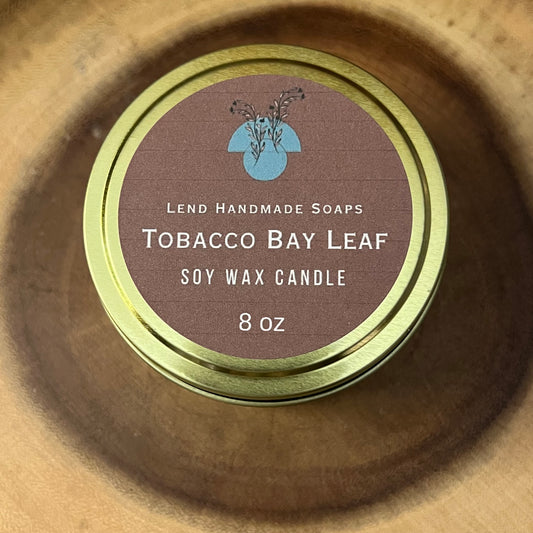 Lend Handmade Soaps
Tobacco Bay Leaf
SOY WAX CANDLE
8 oz